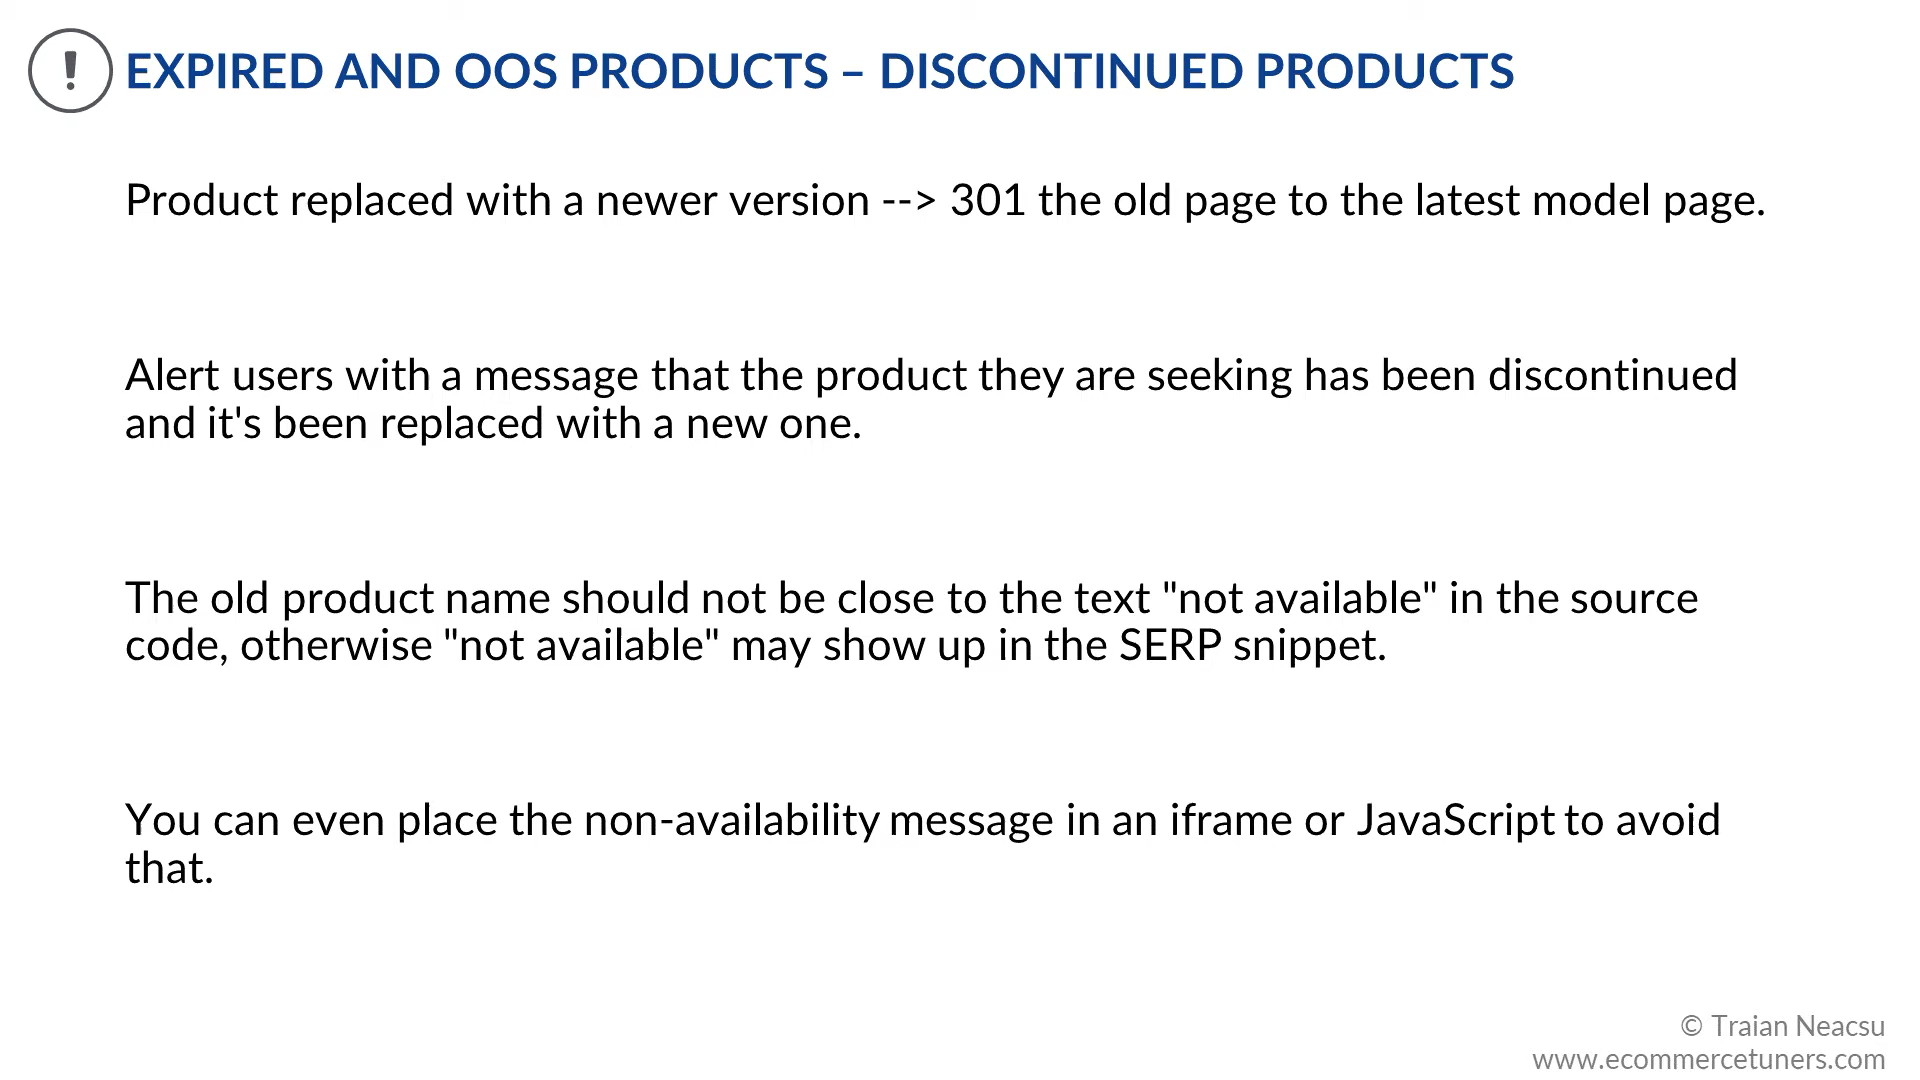 ! EXPIRED AND OOS PRODUCTS – DISCONTINUED PRODUCTS
Product replaced with a newer version --> 301 the old page to the latest model page.
Alert users with a message that the product they are seeking has been discontinued
and it's been replaced with a new one.
The old product name should not be close to the text "not available" in the source
code, otherwise "not available" may show up in the SERP snippet.
You can even place the non-availability message in an iframe or JavaScript to avoid
that.
© Traian Neacsu
www.ecommercetuners.com